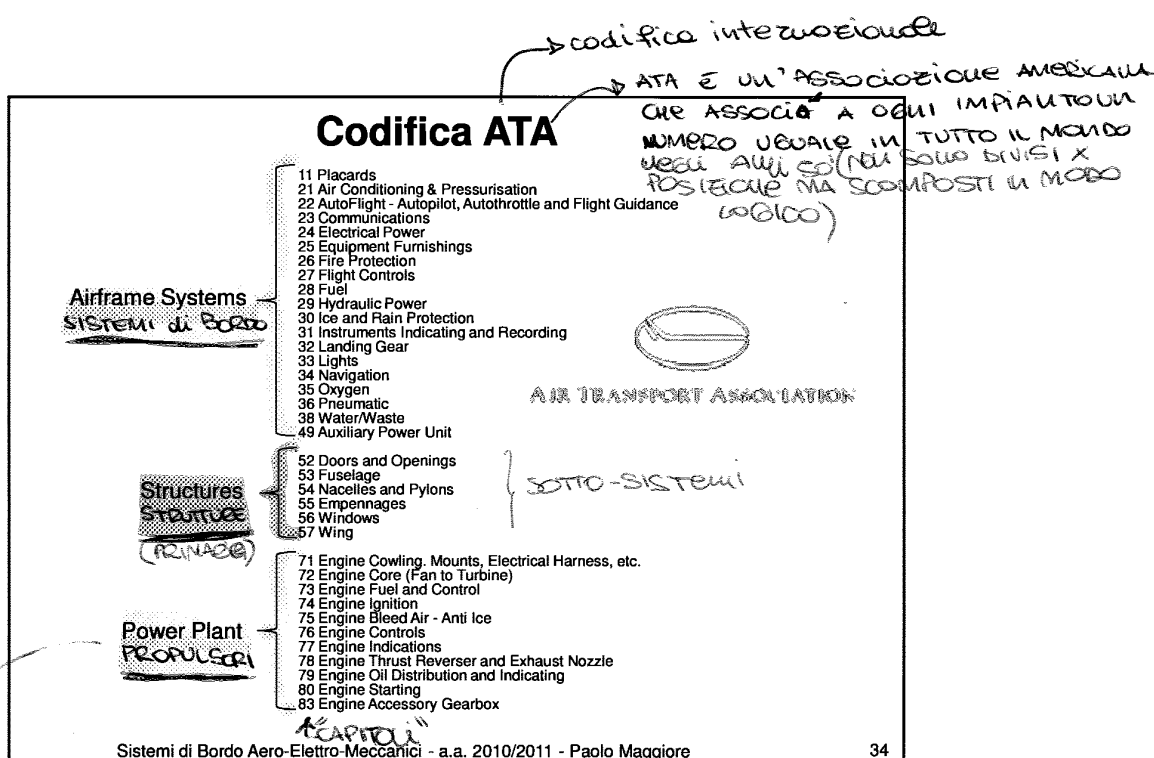 codifica internazionale
ATA È UN'ASSOCIAZIONE AMERICANA
CHE ASSOCIA A OGNI IMPIANTO UN
NUMERO UGUALE IN TUTTO IL MONDO
NEGLI ANNI 50 (NON SOLO DIVISI X
POSIZIONE MA SCOMPOSTI IN MODO
LOGICO)
Codifica ATA
11 Placards
21 Air Conditioning & Pressurisation
22 AutoFlight - Autopilot, Autothrottle and Flight Guidance
23 Communications
24 Electrical Power
25 Equipment Furnishings
26 Fire Protection
27 Flight Controls
28 Fuel
29 Hydraulic Power
30 Ice and Rain Protection
31 Instruments Indicating and Recording
32 Landing Gear
33 Lights
34 Navigation
35 Oxygen
36 Pneumatic
38 Water/Waste
49 Auxiliary Power Unit
Airframe Systems
SISTEMI di BORDO
AIR TRANSPORT ASSOCIATION
52 Doors and Openings
53 Fuselage
54 Nacelles and Pylons
55 Empennages
56 Windows
57 Wing
Structures
STRUTTURE
(PRIMARIE)
SOTTO-SISTEMI
71 Engine Cowling. Mounts, Electrical Harness, etc.
72 Engine Core (Fan to Turbine)
73 Engine Fuel and Control
74 Engine Ignition
75 Engine Bleed Air - Anti Ice
76 Engine Controls
77 Engine Indications
78 Engine Thrust Reverser and Exhaust Nozzle
79 Engine Oil Distribution and Indicating
80 Engine Starting
83 Engine Accessory Gearbox
Power Plant
PROPULSORI
"CAPITOLI"
Sistemi di Bordo Aero-Elettro-Meccanici - a.a. 2010/2011 - Paolo Maggiore 34